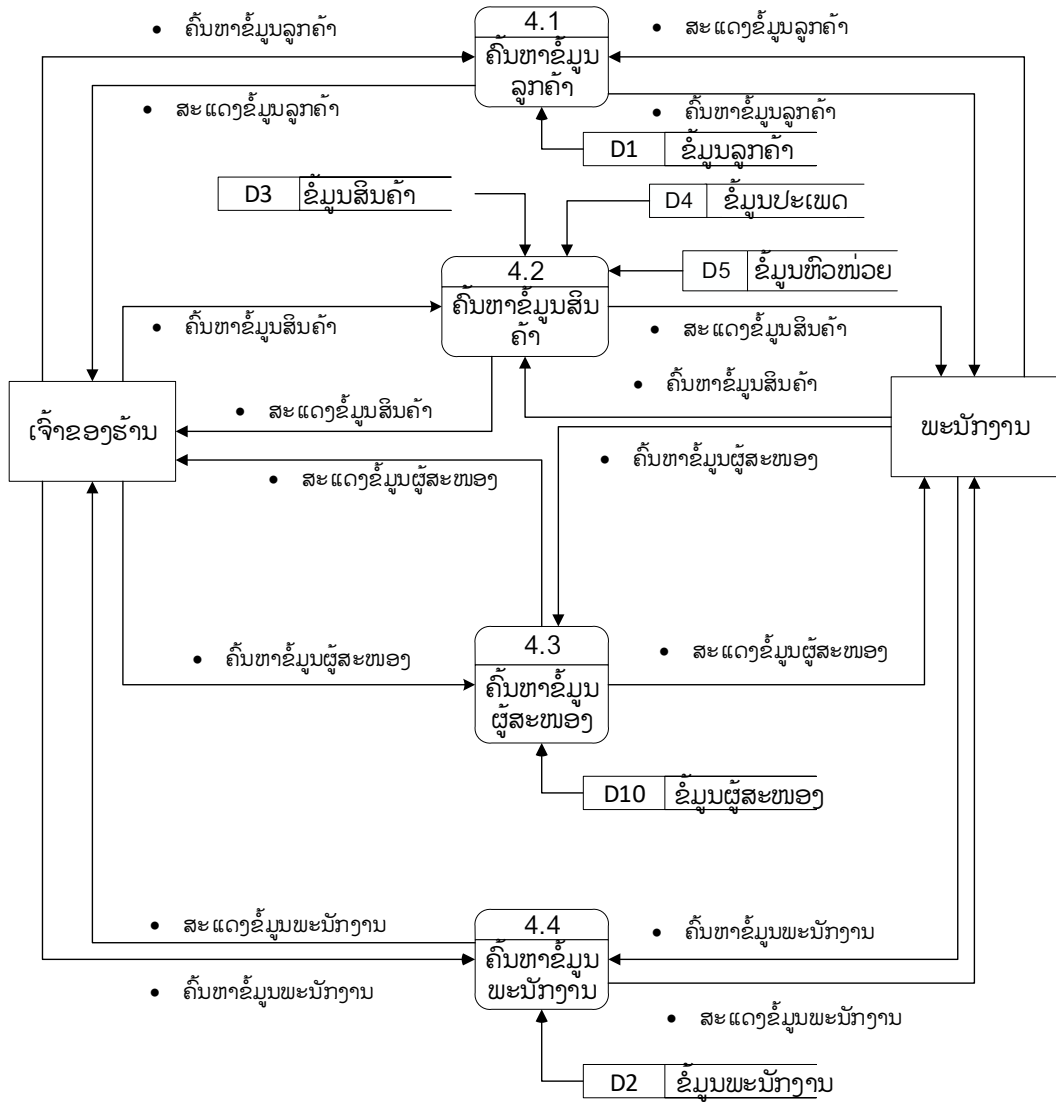 • ຄົ້ນຫາຂໍ້ມູນລູກຄ້າ
4.1
ຄົ້ນຫາຂໍ້ມູນ
ລູກຄ້າ
• ສະແດງຂໍ້ມູນລູກຄ້າ
• ສະແດງຂໍ້ມູນລູກຄ້າ
• ຄົ້ນຫາຂໍ້ມູນລູກຄ້າ
D1 ຂໍ້ມູນລູກຄ້າ
D3 ຂໍ້ມູນສິນຄ້າ
D4 ຂໍ້ມູນປະເພດ
D5 ຂໍ້ມູນຫົວໜ່ວຍ
4.2
ຄົ້ນຫາຂໍ້ມູນສິນ
ຄ້າ
• ຄົ້ນຫາຂໍ້ມູນສິນຄ້າ
• ສະແດງຂໍ້ມູນສິນຄ້າ
• ຄົ້ນຫາຂໍ້ມູນສິນຄ້າ
• ສະແດງຂໍ້ມູນສິນຄ້າ
ເຈົ້າຂອງຮ້ານ
ພະນັກງານ
• ຄົ້ນຫາຂໍ້ມູນຜູ້ສະໜອງ
• ສະແດງຂໍ້ມູນຜູ້ສະໜອງ
4.3
ຄົ້ນຫາຂໍ້ມູນ
ຜູ້ສະໜອງ
• ຄົ້ນຫາຂໍ້ມູນຜູ້ສະໜອງ
• ສະແດງຂໍ້ມູນຜູ້ສະໜອງ
D10 ຂໍ້ມູນຜູ້ສະໜອງ
• ສະແດງຂໍ້ມູນພະນັກງານ
4.4
ຄົ້ນຫາຂໍ້ມູນ
ພະນັກງານ
• ຄົ້ນຫາຂໍ້ມູນພະນັກງານ
• ຄົ້ນຫາຂໍ້ມູນພະນັກງານ
• ສະແດງຂໍ້ມູນພະນັກງານ
D2 ຂໍ້ມູນພະນັກງານ